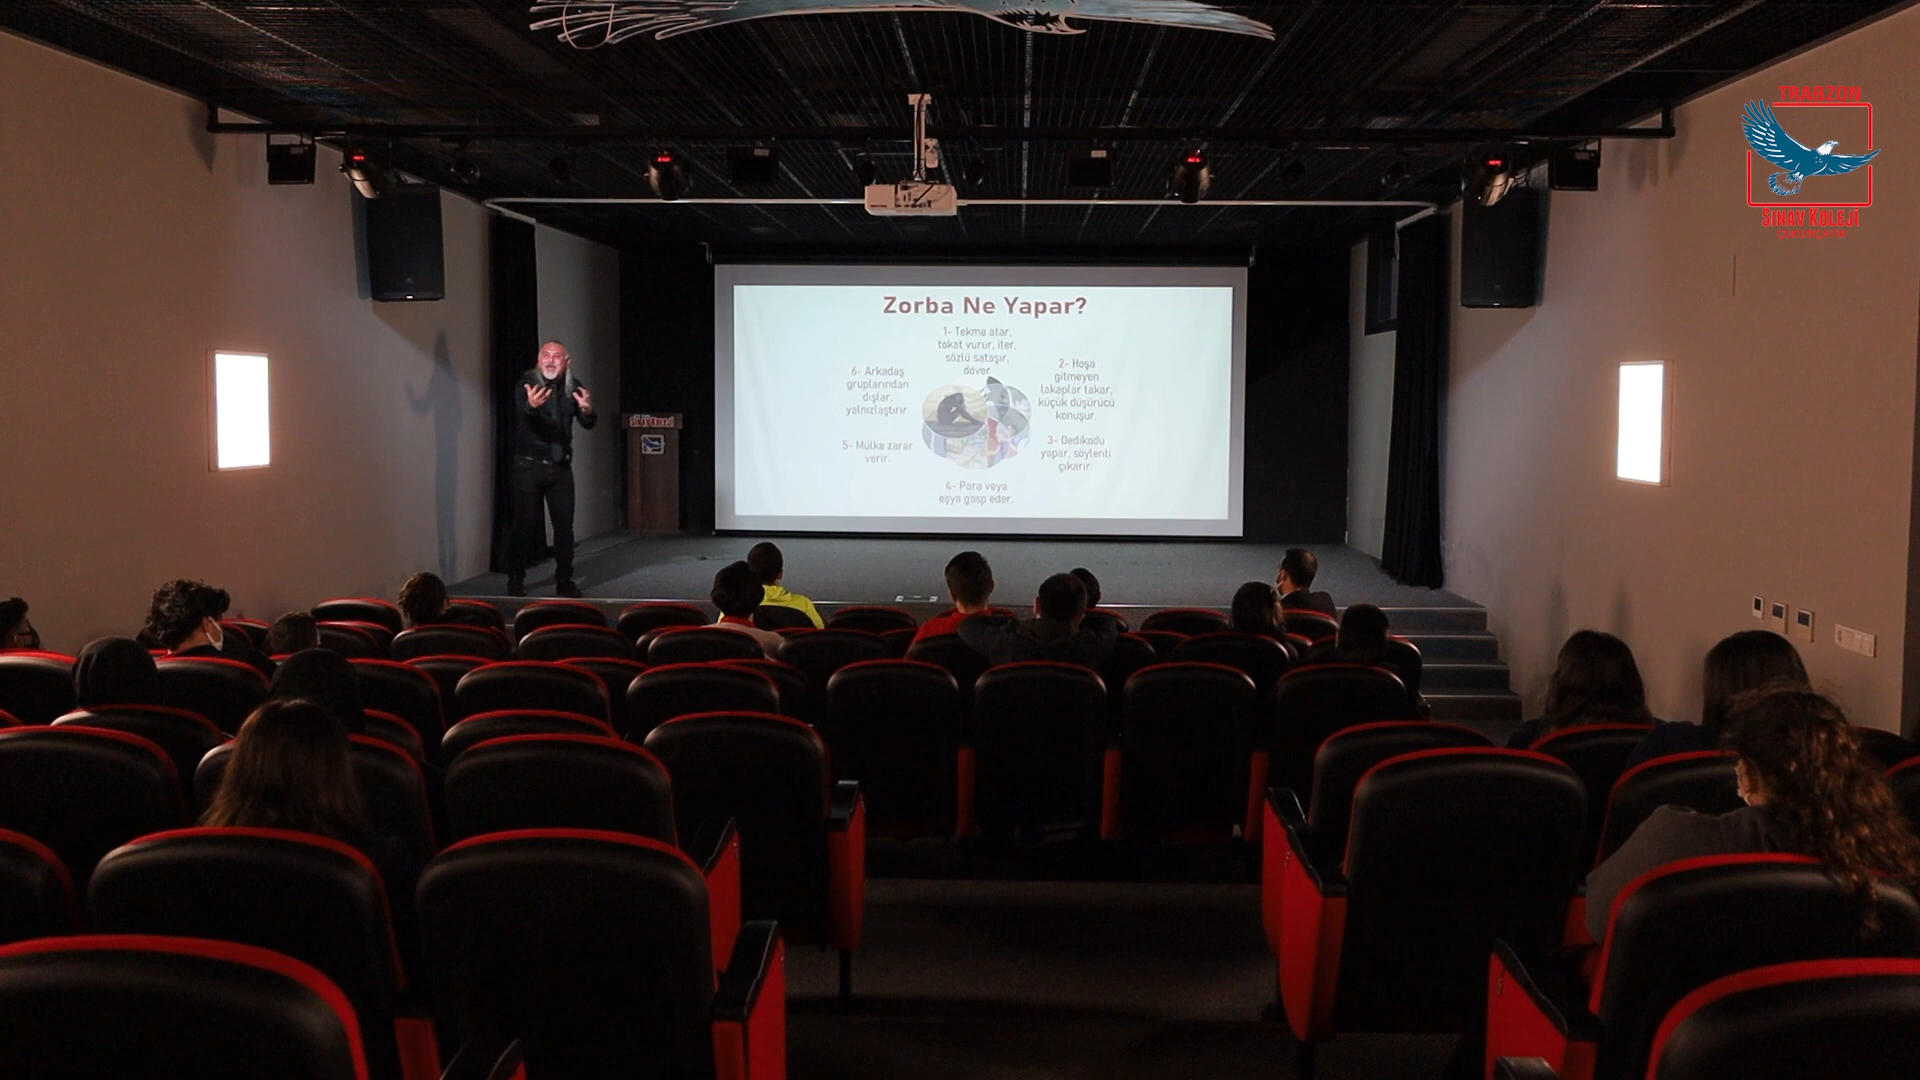 TRABZON
SINAV KOLEJİ
Zorba Ne Yapar?
1- Tekme atar,
tokat vurur, iter,
sözlü sataşır,
döver.
2- Hoşa
gitmeyen
lakaplar takar,
küçük düşürücü
konuşur.
3- Dedikodu
yapar, söylenti
çıkarır.
4- Para veya
eşya gasp eder.
5- Mülke zarar
verir.
6- Arkadaş
gruplarından
dışlar,
yalnızlaştırır.
SINAV KOLEJİ